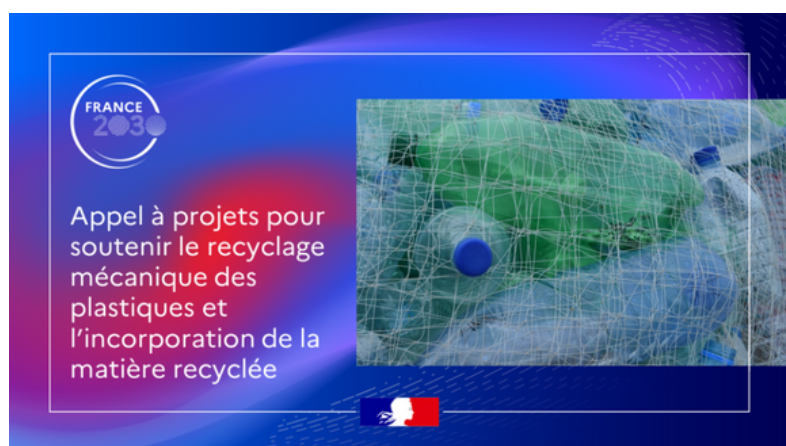 FRANCE
2030
Appel à projets pour
soutenir le recyclage
mécanique des
plastiques et
l'incorporation de la
matière recyclée